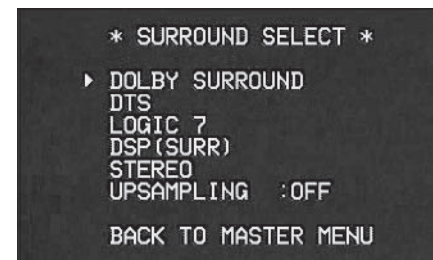 * SURROUND SELECT *
DOLBY SURROUND
DTS
LOGIC 7
DSP(SURR)
STEREO
UPSAMPLING :OFF
BACK TO MASTER MENU